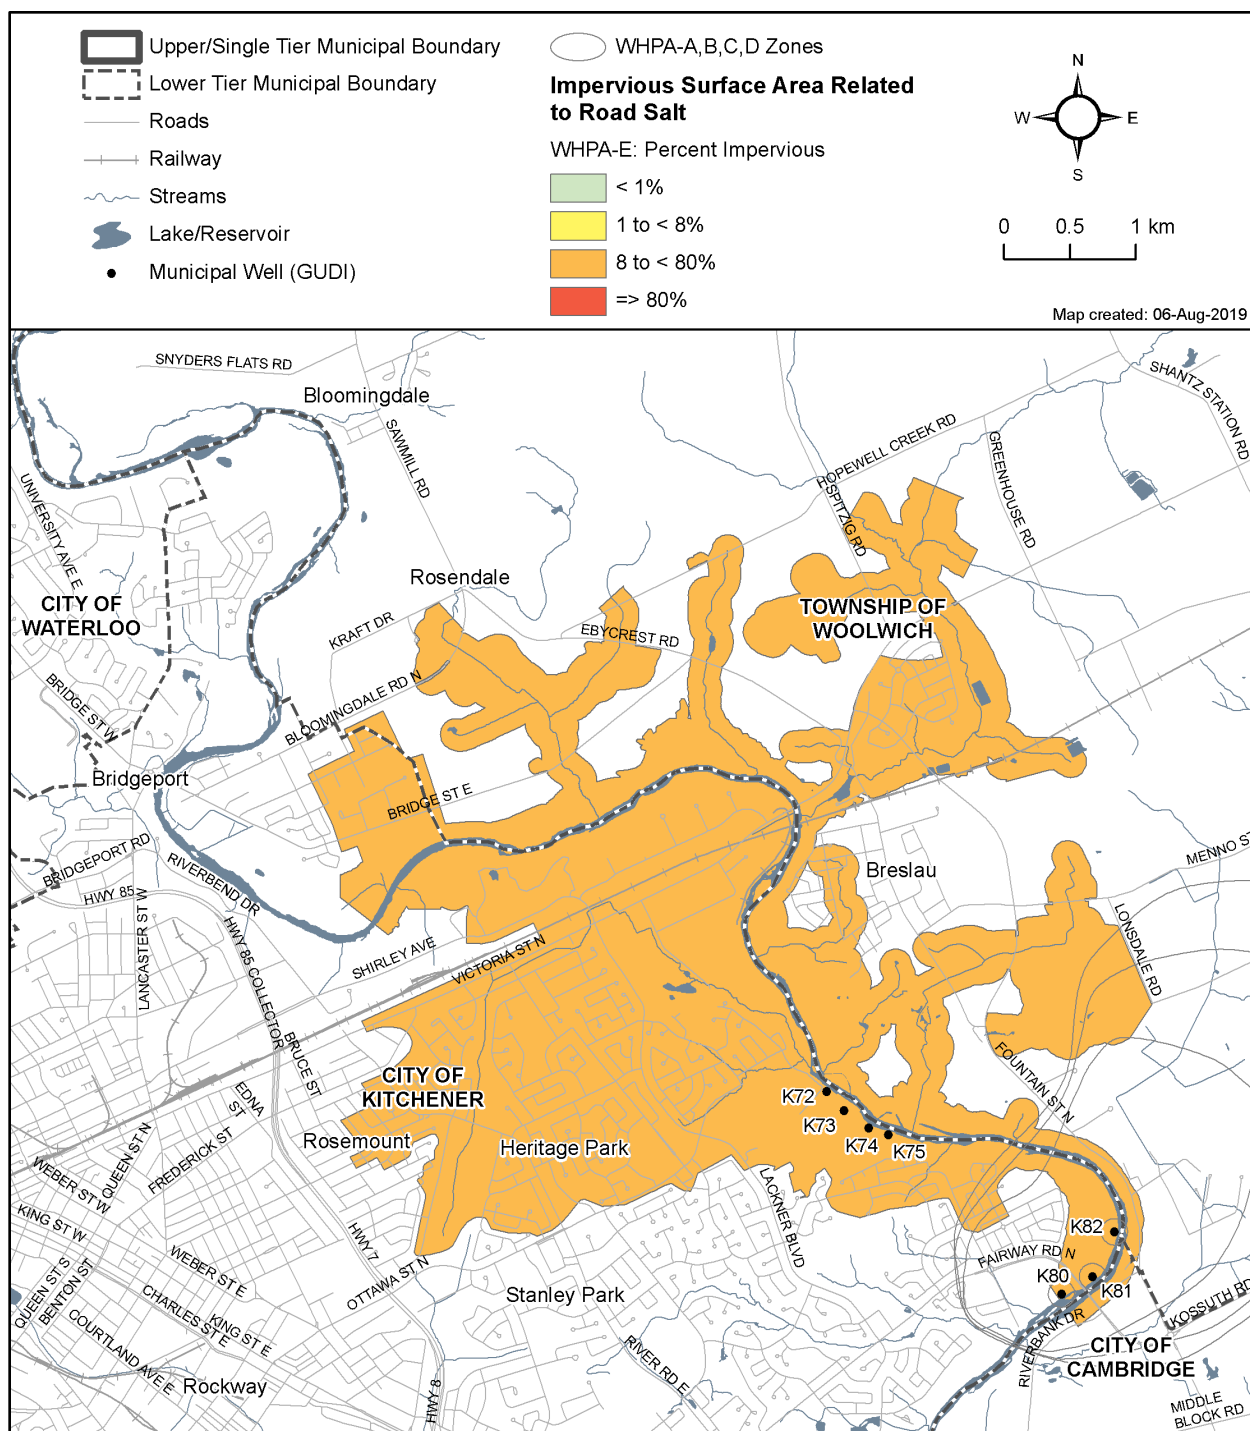 Upper/Single Tier Municipal Boundary
Lower Tier Municipal Boundary
Roads
Railway
Streams
Lake/Reservoir
Municipal Well (GUDI)
WHPA-A,B,C,D Zones
Impervious Surface Area Related
to Road Salt
WHPA-E: Percent Impervious
< 1%
1 to < 8%
8 to < 80%
=> 80%
N
W
E
S
0 0.5 1 km
Map created: 06-Aug-2019
SNYDERS FLATS RD
Bloomingdale
SAWMILL RD
SHANTZ STATION RD
HOPEWELL CREEK RD
GREENHOUSE RD
SPITZIG RD
UNIVERSITY AVE E
Rosendale
CITY OF
WATERLOO
KRAFT DR
EBYCREST RD
TOWNSHIP OF
WOOLWICH
BLOOMINGDALE RD N
BRIDGE ST W
Bridgeport
BRIDGE ST E
BRIDGEPORT RD
RIVERBEND DR
HWY 85
LANCASTER ST W
HWY 85 COLLECTOR
SHIRLEY AVE
VICTORIA ST N
Breslau
MENNO ST
LONSDALE RD
FOUNTAIN ST N
BRUCE ST
CITY OF
KITCHENER
EDNA
ST
Rosemount
Heritage Park
K72
K73
K74
K75
QUEEN ST N
FREDERICK ST
WEBER ST W
KING ST W
QUEEN ST S
BENTON ST
WEBER ST E
CHARLES ST E
KING ST E
COURTLAND AVE E
Rockway
HWY 7
OTTAWA ST N
HWY 8
Stanley Park
RIVER RD E
LACKNER BLVD
FAIRWAY RD N
K82
K80
K81
RIVERBANK DR
KOSSUTH RD
CITY OF
CAMBRIDGE
MIDDLE
BLOCK RD